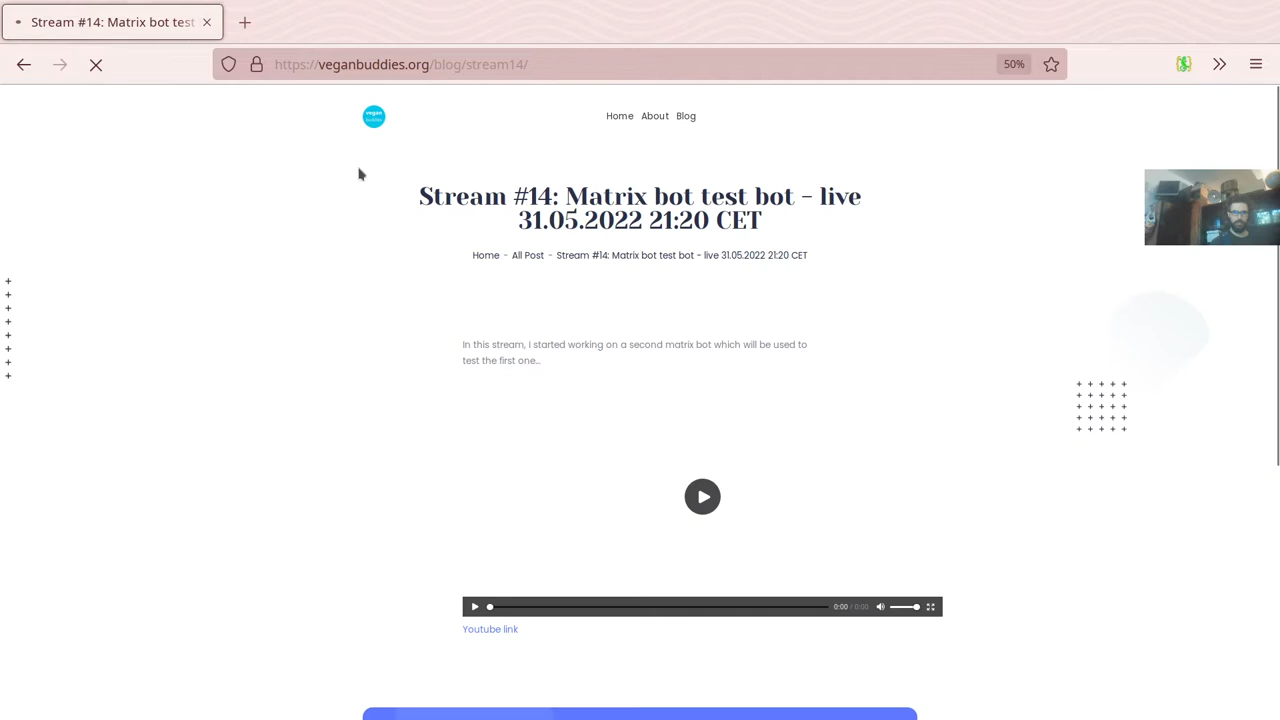 Stream #14: Matrix bot test
https://veganbuddies.org/blog/stream14/
50%
vegan
buddies
Home About Blog
Stream #14: Matrix bot test bot - live
31.05.2022 21:20 CET
Home - All Post - Stream #14: Matrix bot test bot - live 31.05.2022 21:20 CET
In this stream, I started working on a second matrix bot which will be used to
test the first one...
0:00 / 0:00
Youtube link